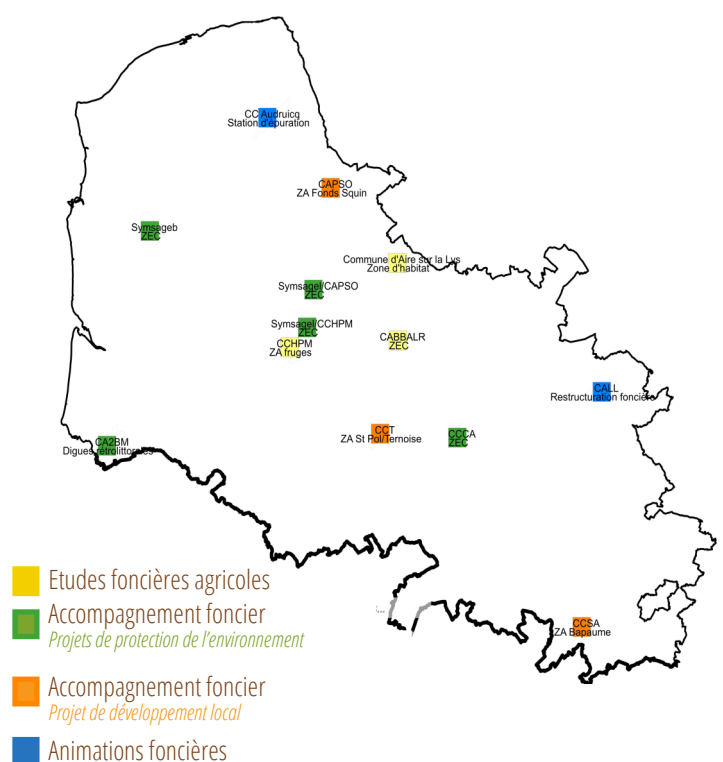 CC Audruicq
Station d'épuration
CAPSO
ZA Fonds Squin
Symsageb
ZEC
Commune d'Aire sur la Lys
Zone d'habitat
Symsagel/CAPSO
ZEC
Symsagel/CCHPM
ZEC
CCHPM
ZA fruges
CABBALR
ZEC
CALL
Restructuration foncière
CA2BM
Digues rétrolittorales
CCT
ZA St Pol/Ternoise
CCCA
ZEC
CCSA
ZA Bapaume
Etudes foncières agricoles
Accompagnement foncier
Projets de protection de l'environnement
Accompagnement foncier
Projet de développement local
Animations foncières